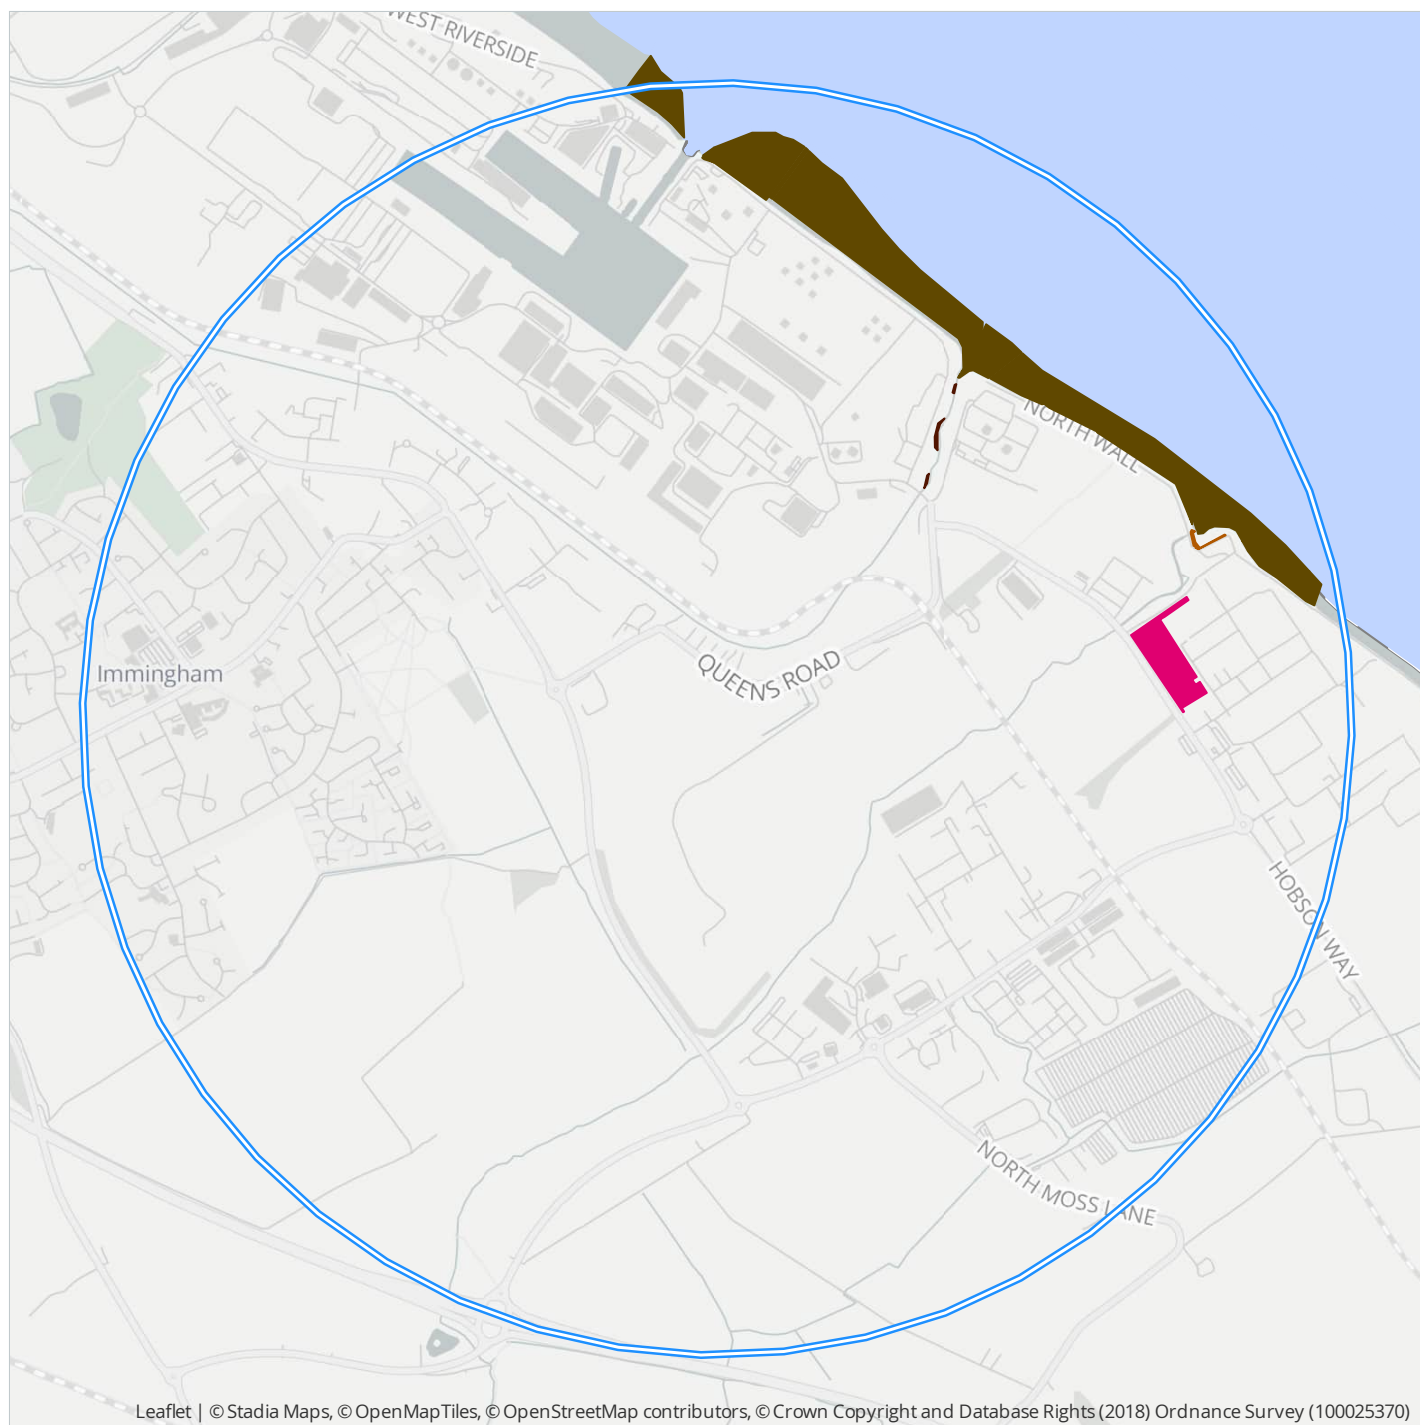 WEST RIVERSIDE
NORTH WALL
Immingham
QUEENS ROAD
HOBSON WAY
NORTH MOSS LANE
Leaflet | © Stadia Maps, © OpenMapTiles, © OpenStreetMap contributors, © Crown Copyright and Database Rights (2018) Ordnance Survey (100025370)